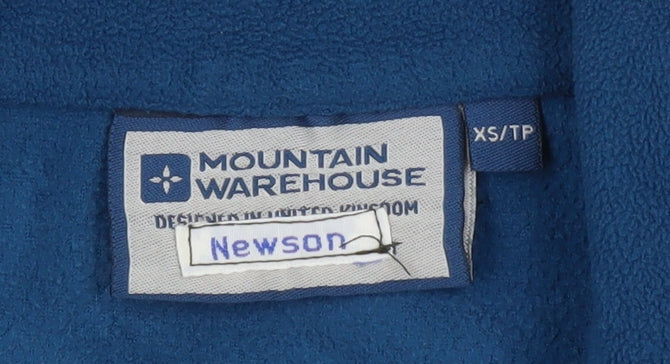 MOUNTAIN
WAREHOUSE
XS/TP
DESIGNED IN UNITED KINGDOM
Newson